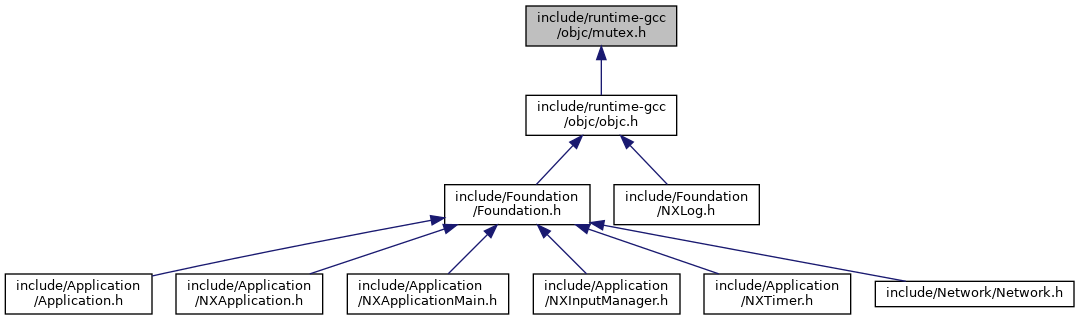 include/runtime-gcc
/objc/mutex.h
include/runtime-gcc
/objc/objc.h
include/Foundation
/Foundation.h
include/Foundation
/NXLog.h
include/Application
/Application.h
include/Application
/NXApplication.h
include/Application
/NXApplicationMain.h
include/Application
/NXInputManager.h
include/Application
/NXTimer.h
include/Network/Network.h